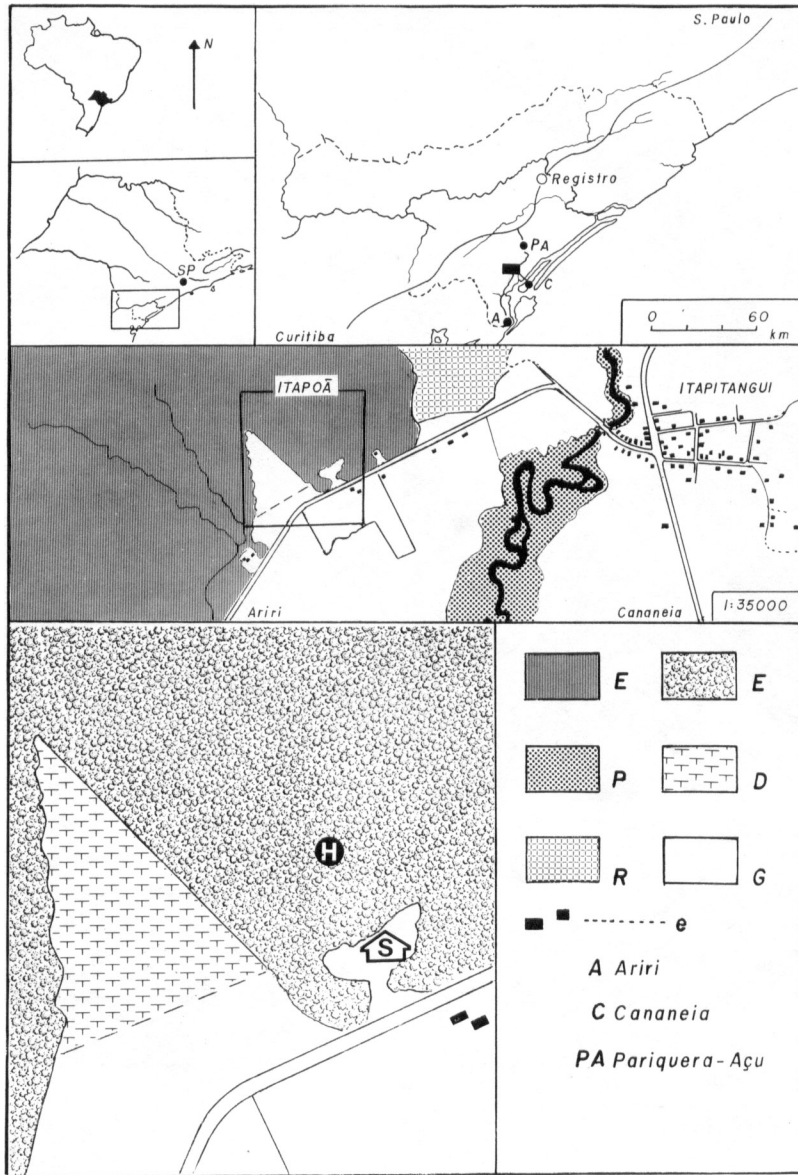 N
SP
S. Paulo
Registro
PA
C
A
Curitiba
0 60
km
ITAPOÃ
ITAPITANGUI
Ariri
Cananeia
1:35000
H
S
E E
P D
R G
e
A Ariri
C Cananeia
PA Pariquera-Açu